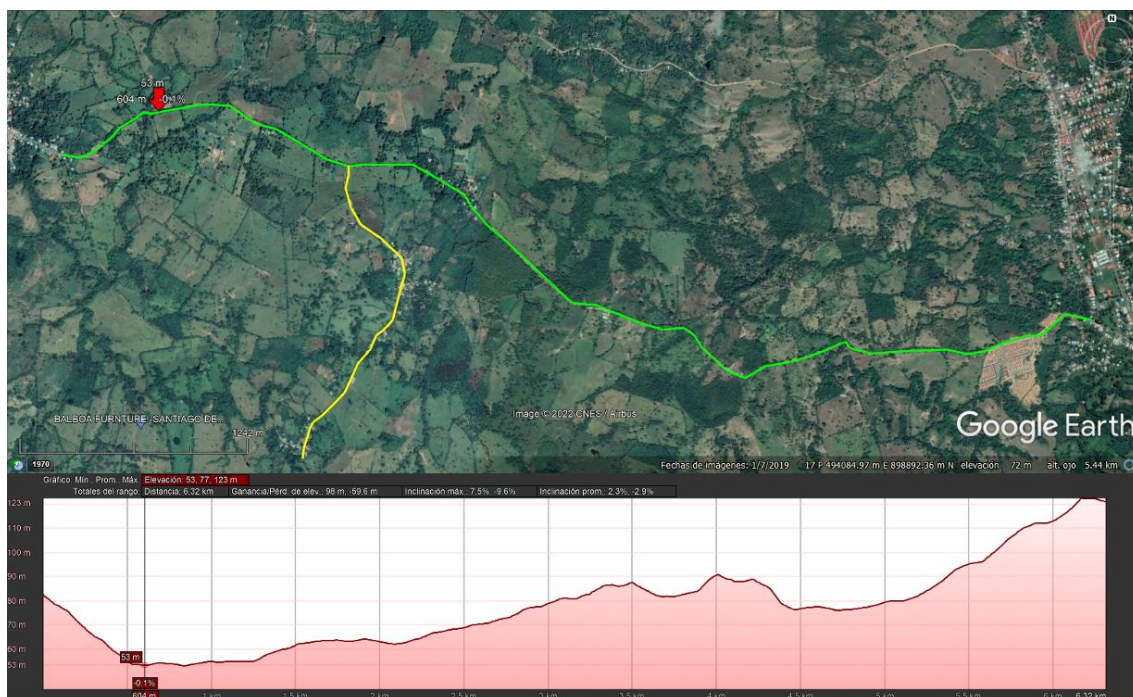 N
53 m
604 m -0.1%
BALBOA FURNTURE -SANTIAGO DE...
1242 m
Image © 2022 CNES / Airbus
Google Earth
1970
Fechas de imágenes: 1/7/2019 17 P 494084.97 m E 898892.36 m N elevación 72 m alt. ojo 5.44 km
Gráfico: Mín., Prom., Máx. Elevación: 53, 77, 123 m
Totales del rango: Distancia: 6.32 km Ganancia/Pérd. de elev.: 98 m, -59.6 m Inclinación máx.: 7.5%, -9.6% Inclinación prom.: 2.3%, -2.9%
123 m
110 m
100 m
90 m
80 m
70 m
60 m
53 m
53 m
-0.1%
604 m 1 km 1.5 km 2 km 2.5 km 3 km 3.5 km 4 km 4.5 km 5 km 5.5 km 6 km 6.32 km